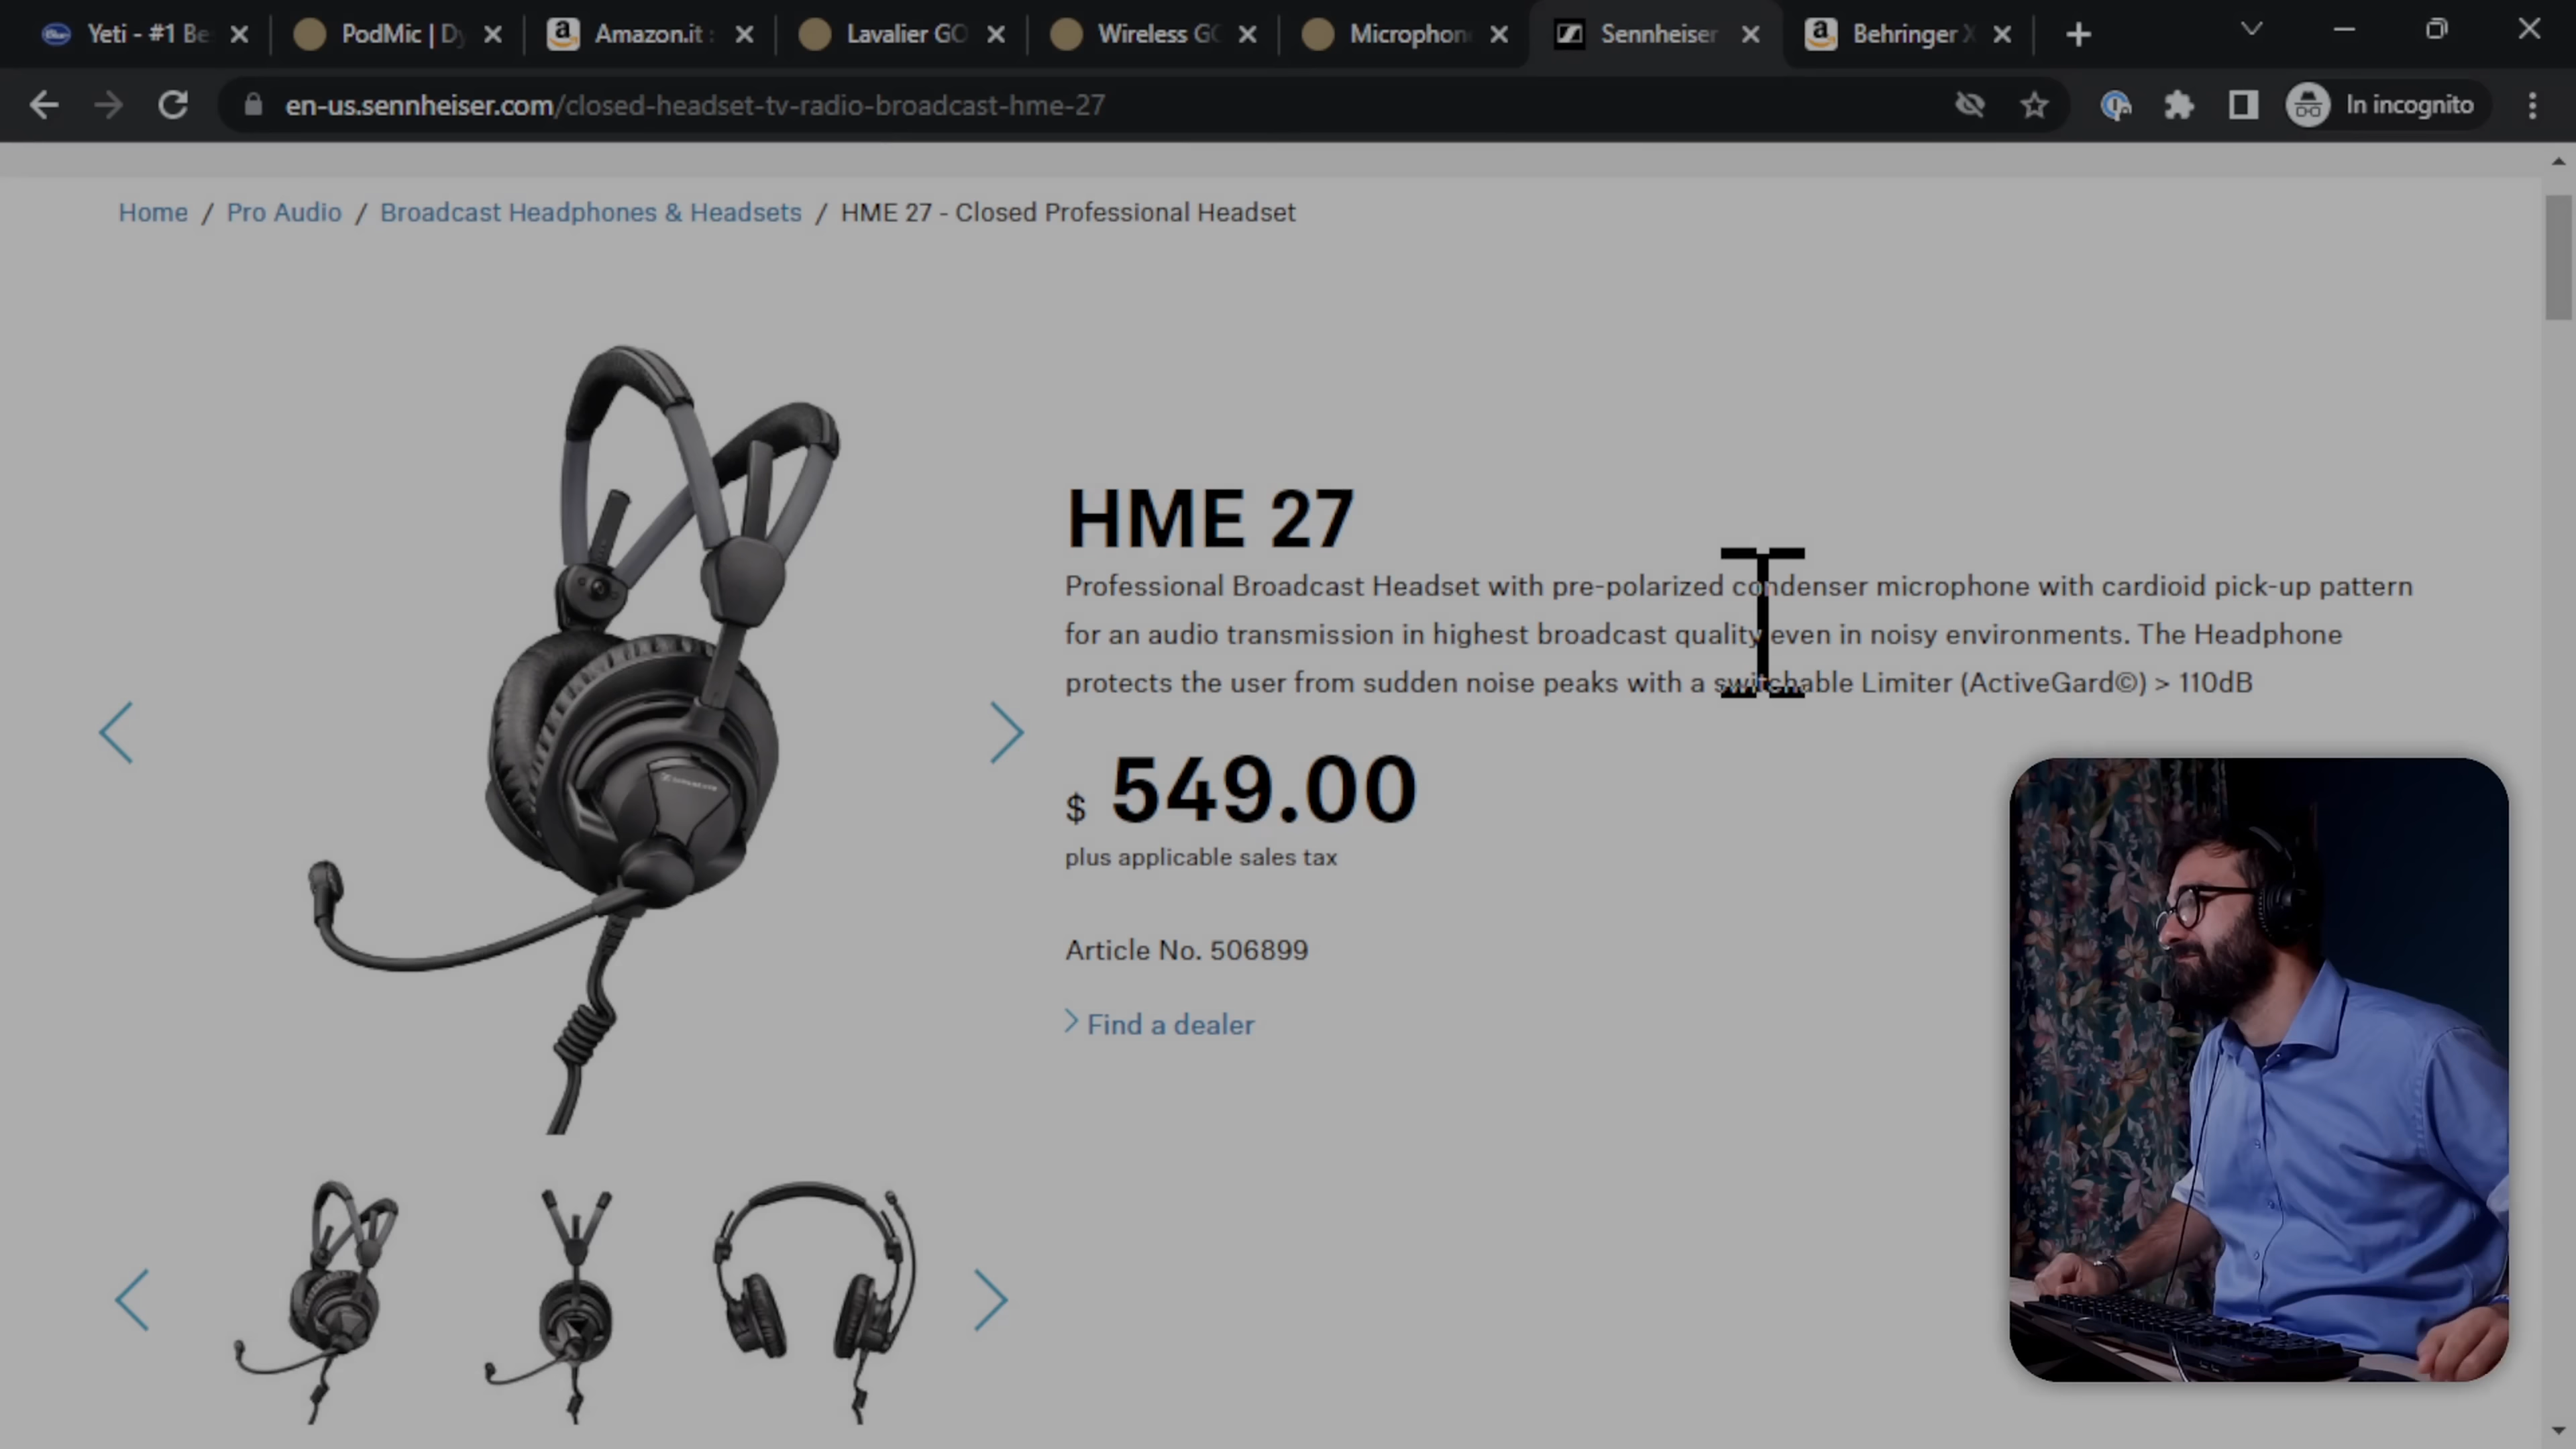 Yeti - #1 Be
PodMic | Dy
Amazon.it :
Lavalier GO
Wireless GO
Microphon
Sennheiser
Behringer X
en-us.sennheiser.com/closed-headset-tv-radio-broadcast-hme-27
In incognito
Home / Pro Audio / Broadcast Headphones & Headsets / HME 27 - Closed Professional Headset
HME 27
Professional Broadcast Headset with pre-polarized condenser microphone with cardioid pick-up pattern
for an audio transmission in highest broadcast quality even in noisy environments. The Headphone
protects the user from sudden noise peaks with a switchable Limiter (ActiveGard©) > 110dB
$ 549.00
plus applicable sales tax
Article No. 506899
Find a dealer